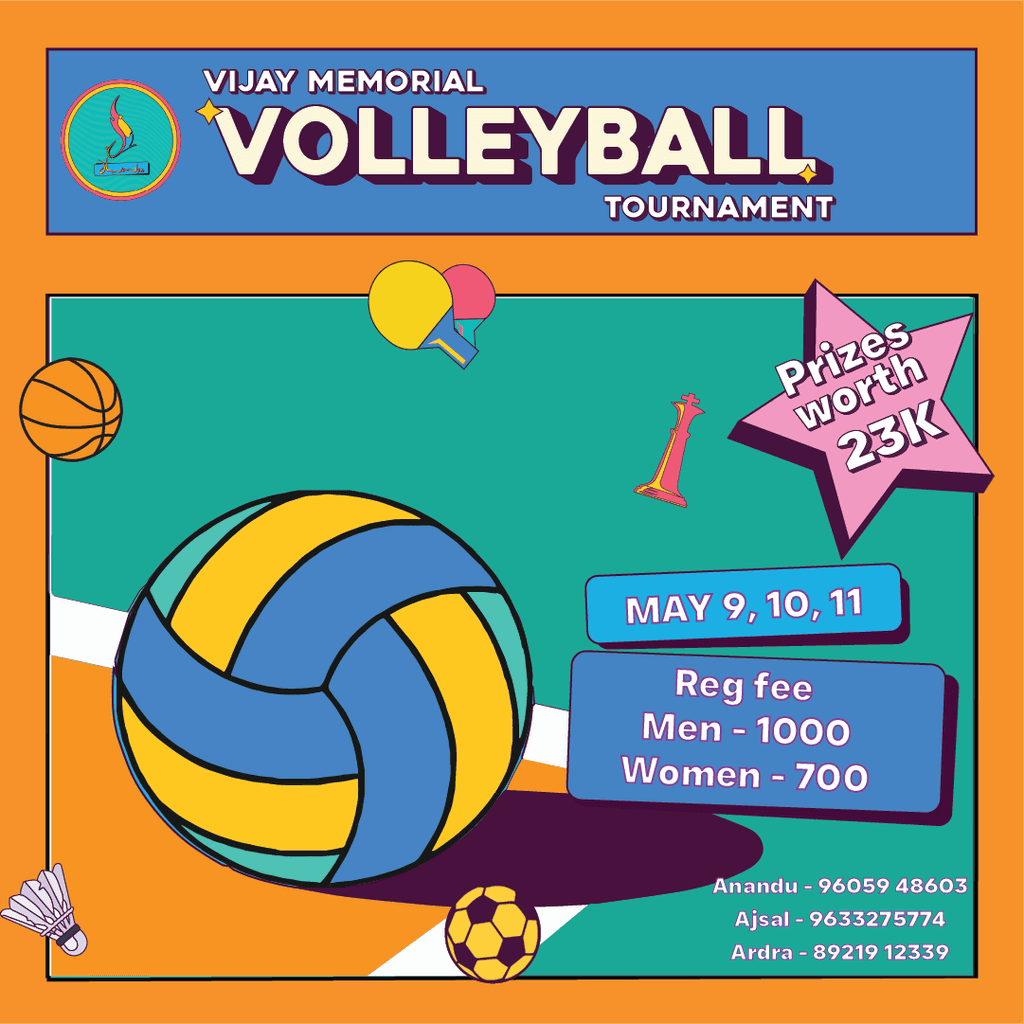 VIJAY MEMORIAL
VOLLEYBALL
TOURNAMENT
Prizes
worth
23K
MAY 9, 10, 11
Reg fee
Men - 1000
Women - 700
Anandu - 96059 48603
Ajsal - 9633275774
Ardra - 89219 12339